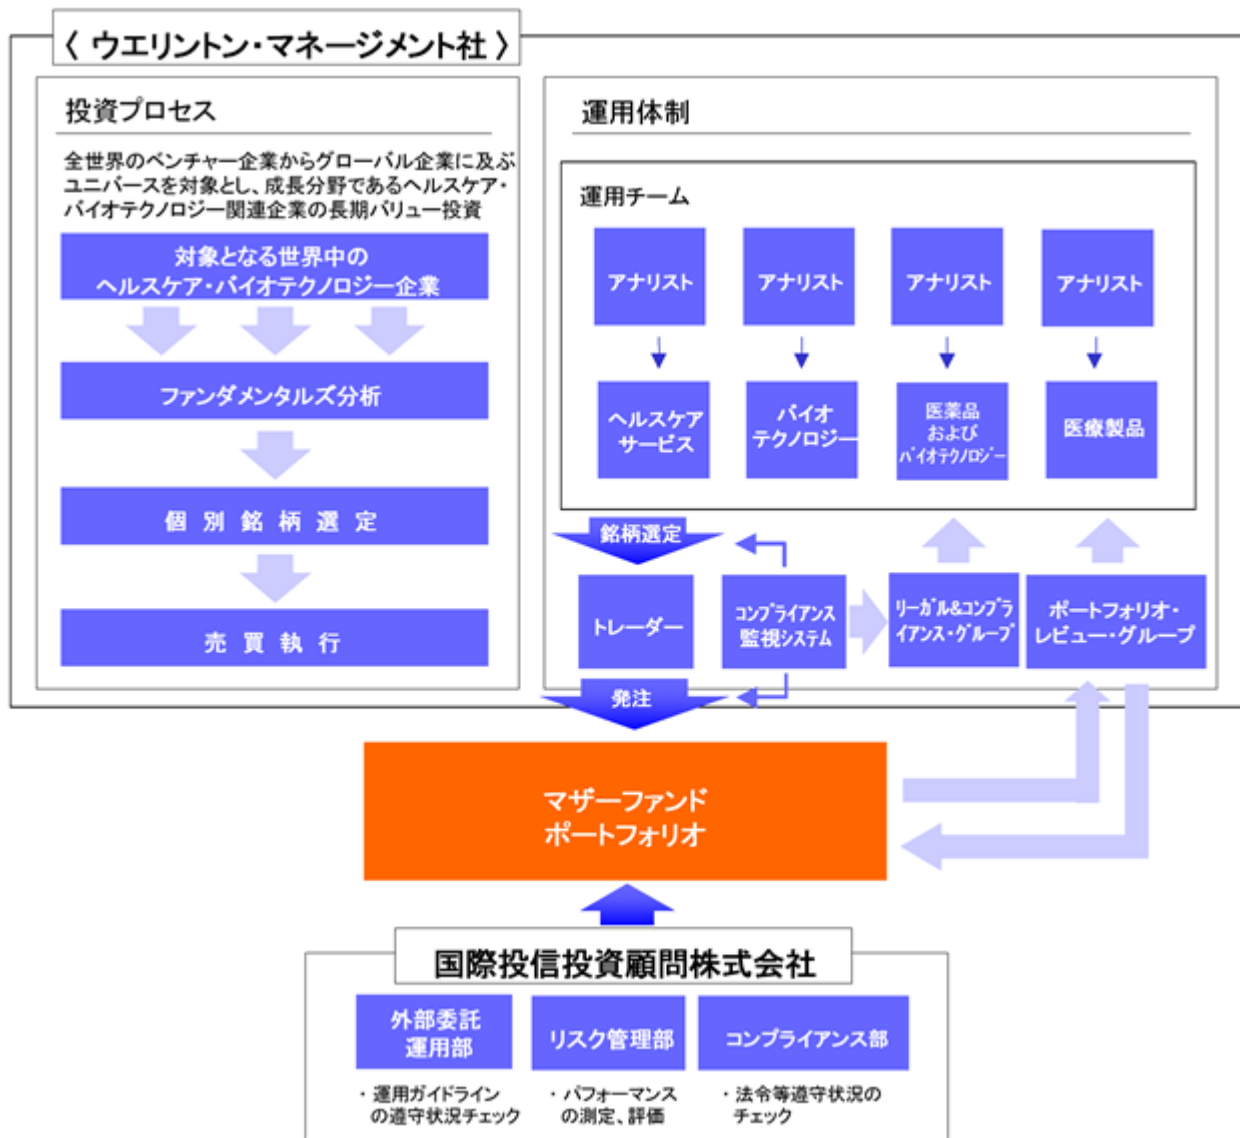 〈 ウエリントン・マネージメント社 〉
投資プロセス
全世界のベンチャー企業からグローバル企業に及ぶ
ユニバースを対象とし、成長分野であるヘルスケア・
バイオテクノロジー関連企業の長期バリュー投資
対象となる世界中の
ヘルスケア・バイオテクノロジー企業
ファンダメンタルズ分析
個別銘柄選定
売買執行
運用体制
運用チーム
アナリスト
アナリスト
アナリスト
アナリスト
ヘルスケア
サービス
バイオ
テクノロジー
医薬品
および
バイオテクノロジー
医療製品
銘柄選定
トレーダー
コンプライアンス
監視システム
リーガル&コンプラ
イアンス・グループ
ポートフォリオ・
レビュー・グループ
発注
マザーファンド
ポートフォリオ
国際投信投資顧問株式会社
外部委託
運用部
リスク管理部
コンプライアンス部
・運用ガイドライン
の遵守状況チェック
・パフォーマンス
の測定、評価
・法令等遵守状況の
チェック